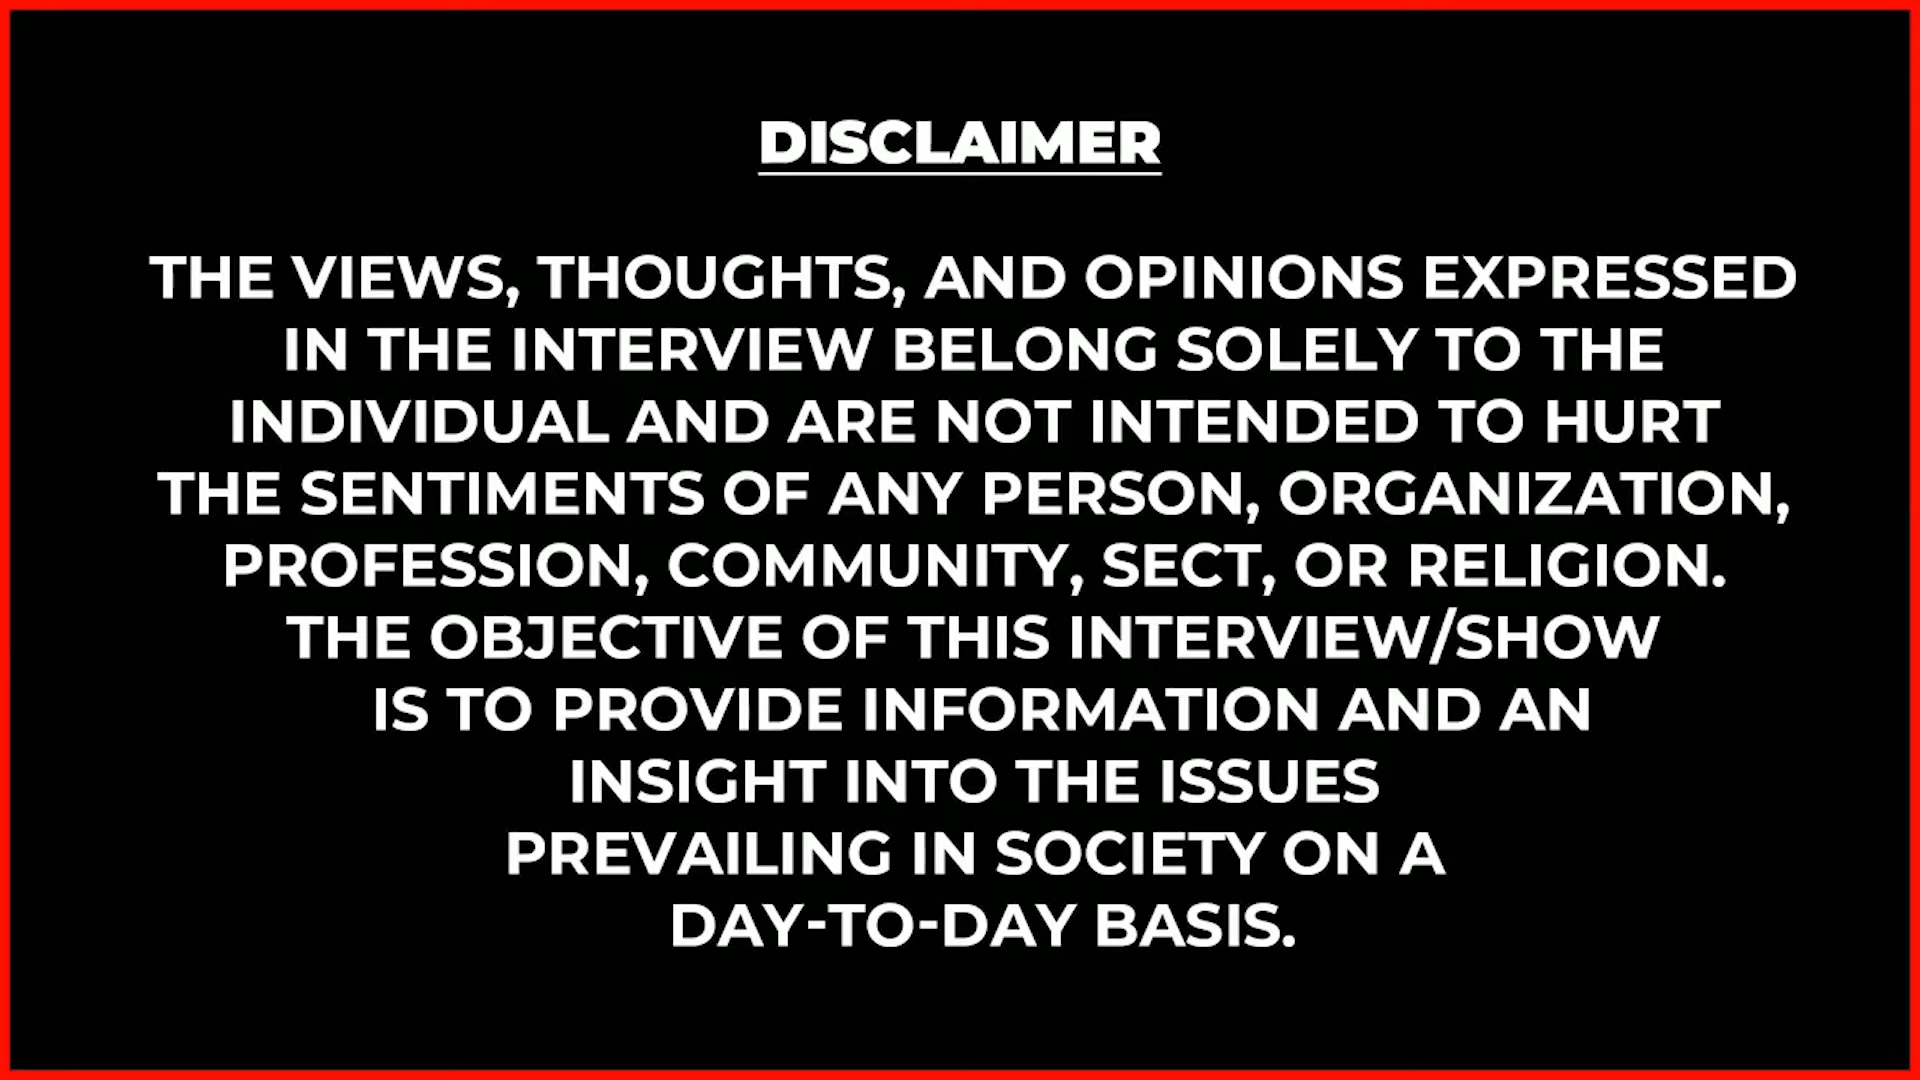 DISCLAIMER
THE VIEWS, THOUGHTS, AND OPINIONS EXPRESSED
IN THE INTERVIEW BELONG SOLELY TO THE
INDIVIDUAL AND ARE NOT INTENDED TO HURT
THE SENTIMENTS OF ANY PERSON, ORGANIZATION,
PROFESSION, COMMUNITY, SECT, OR RELIGION.
THE OBJECTIVE OF THIS INTERVIEW/SHOW
IS TO PROVIDE INFORMATION AND AN
INSIGHT INTO THE ISSUES
PREVAILING IN SOCIETY ON A
DAY-TO-DAY BASIS.